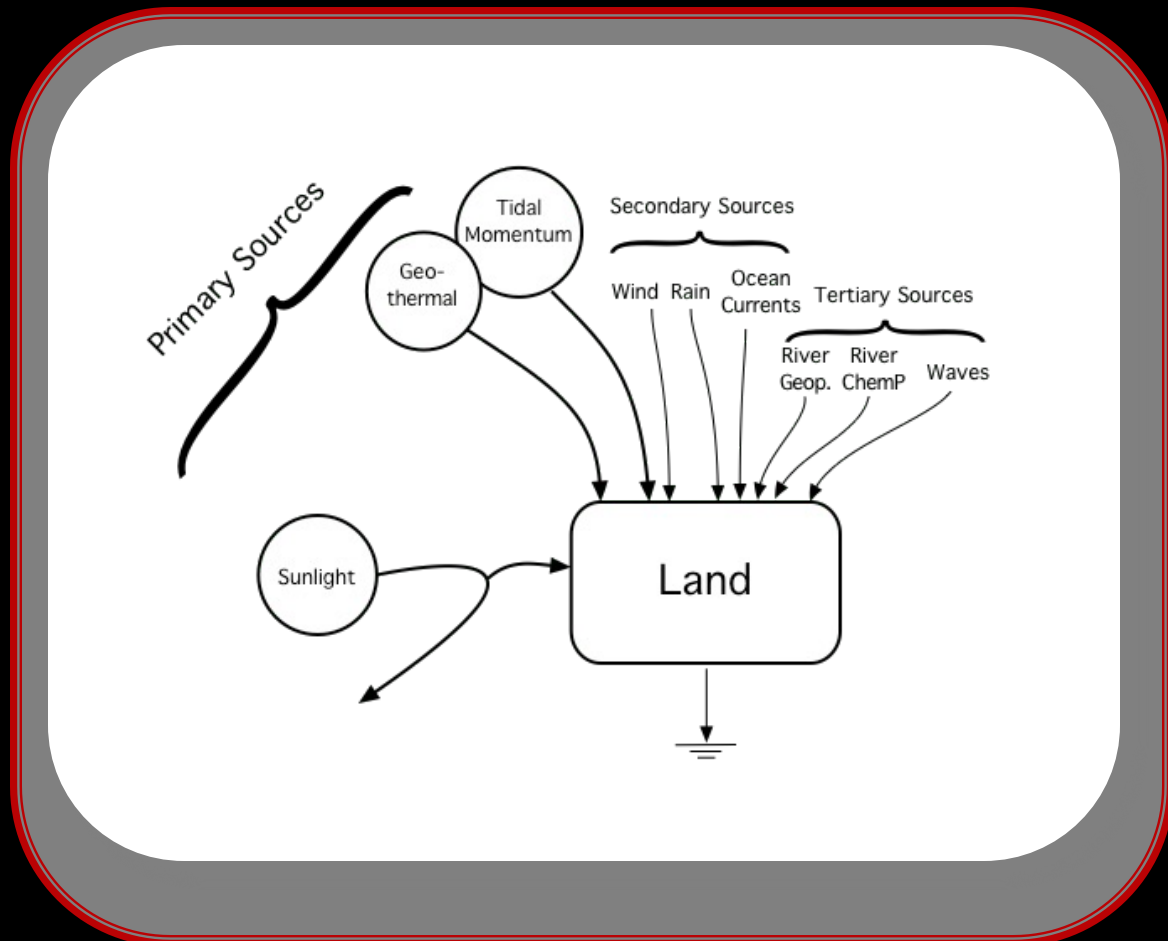 Primary Sources
Tidal
Momentum
Geo-
thermal
Secondary Sources
Wind
Rain
Ocean
Currents
Tertiary Sources
River
Geop.
River
ChemP
Waves
Sunlight
Land